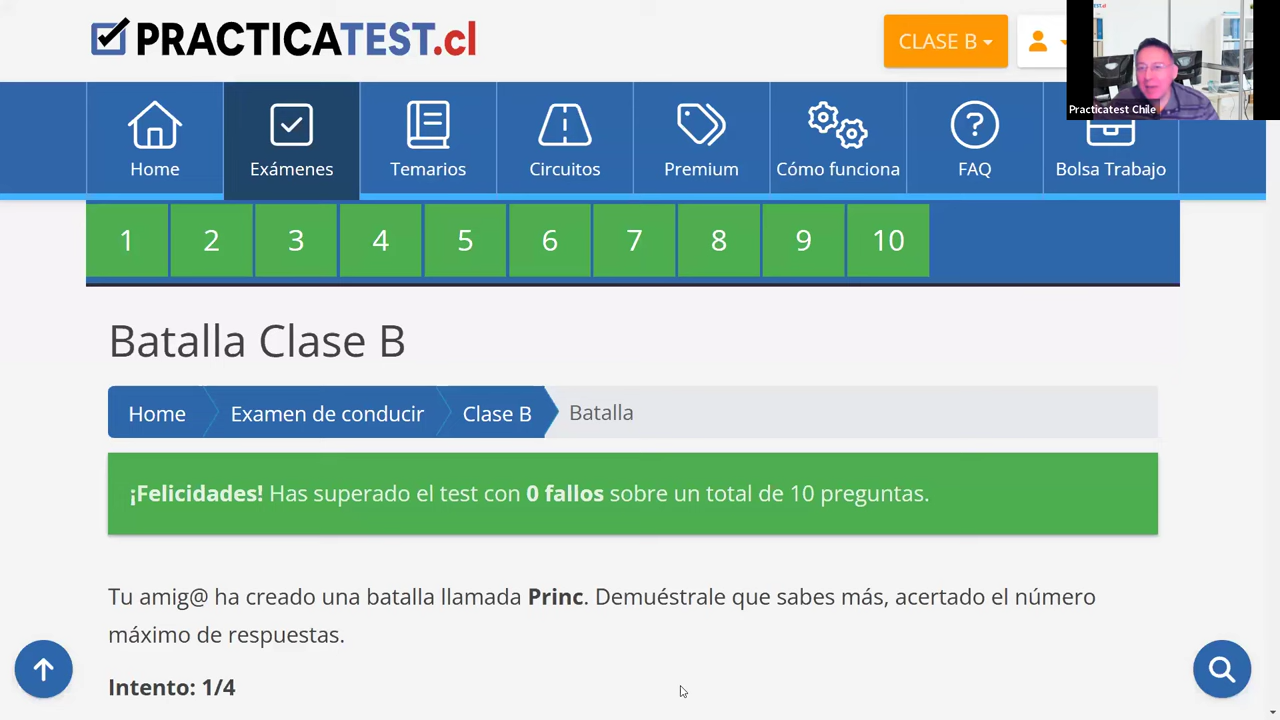 PRACTICATEST.cl
CLASE B
Practicatest Chile
Home
Exámenes
Temarios
Circuitos
Premium
Cómo funciona
FAQ
Bolsa Trabajo
1 2 3 4 5 6 7 8 9 10
Batalla Clase B
Home Examen de conducir Clase B Batalla
¡Felicidades! Has superado el test con 0 fallos sobre un total de 10 preguntas.
Tu amig@ ha creado una batalla llamada Princ. Demuéstrale que sabes más, acertado el número
máximo de respuestas.
Intento: 1/4